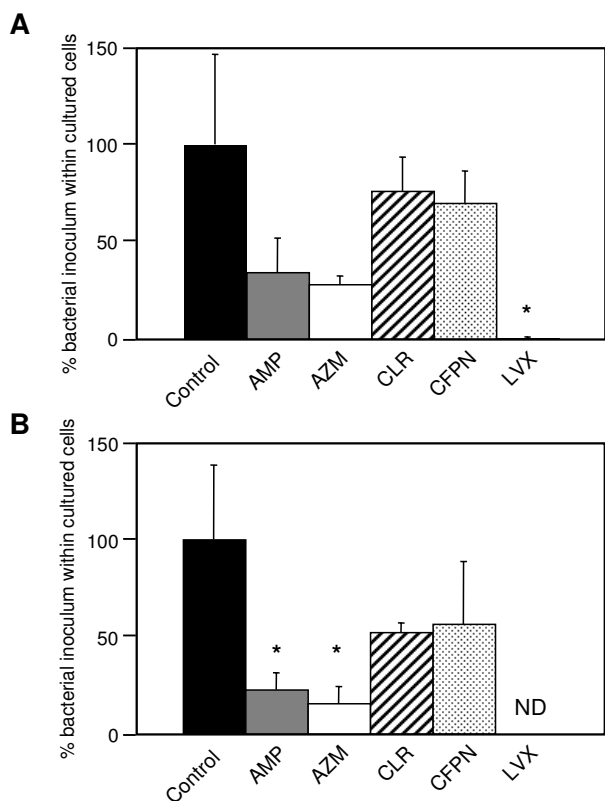 A
% bacterial inoculum within cultured cells
150
100
50
0
Control
AMP
AZM
CLR
CFPN
LVX
*
B
% bacterial inoculum within cultured cells
150
100
50
0
Control
AMP
AZM
CLR
CFPN
LVX
*
*
ND